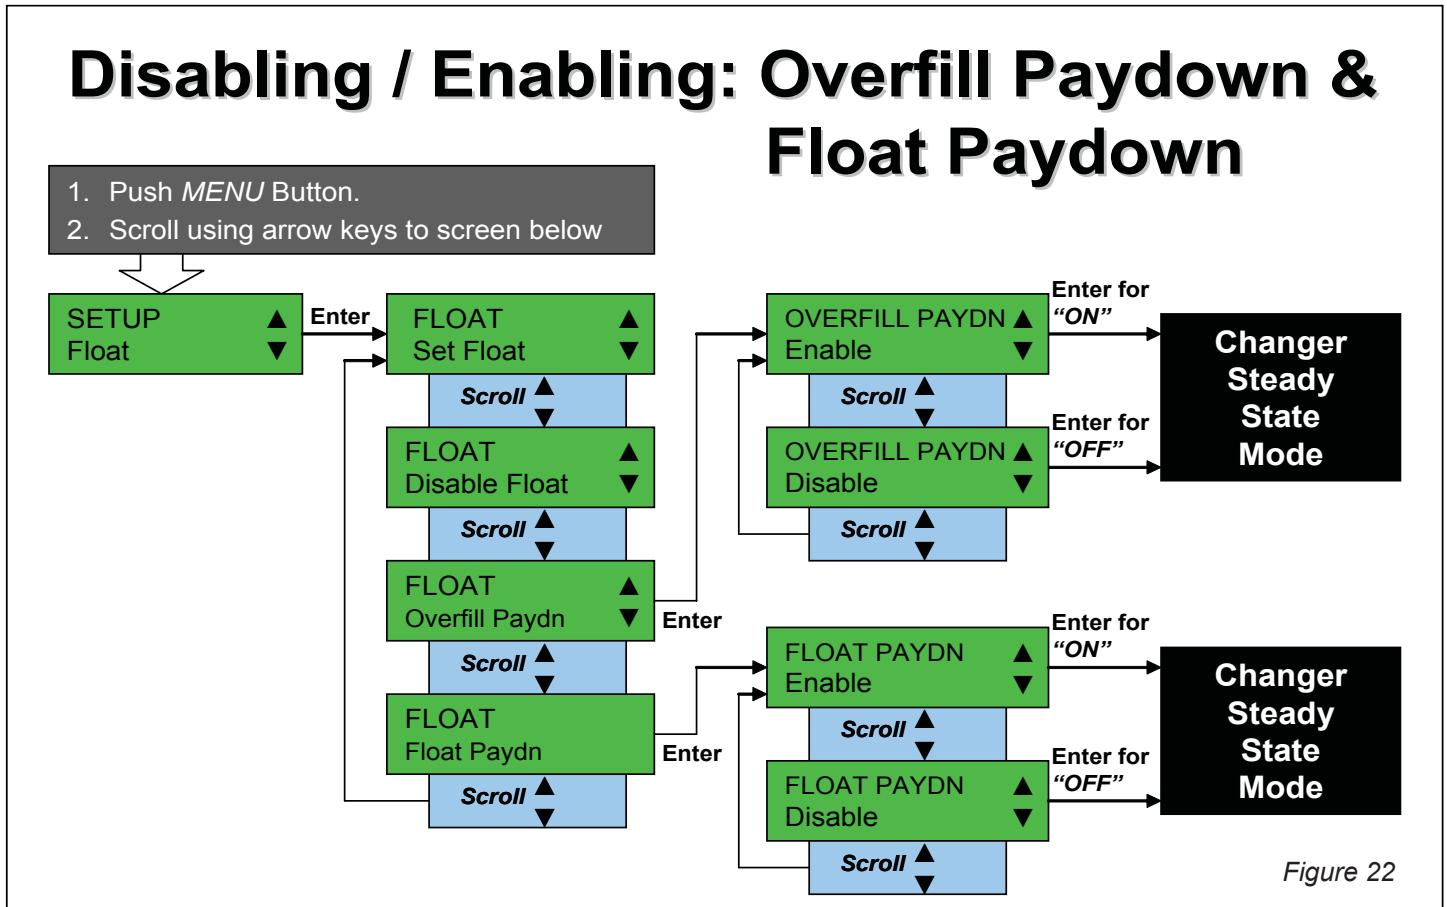 Disabling / Enabling: Overfill Paydown &
Float Paydown
1. Push MENU Button.
2. Scroll using arrow keys to screen below
SETUP
Float
Enter
FLOAT
Set Float
Scroll
FLOAT
Disable Float
Scroll
FLOAT
Overfill Paydn
Enter
Scroll
FLOAT
Float Paydn
Enter
Scroll
OVERFILL PAYDN
Enable
Enter for
“ON”
Scroll
OVERFILL PAYDN
Disable
Enter for
“OFF”
Scroll
Changer
Steady
State
Mode
FLOAT PAYDN
Enable
Enter for
“ON”
Scroll
FLOAT PAYDN
Disable
Enter for
“OFF”
Scroll
Changer
Steady
State
Mode
Figure 22